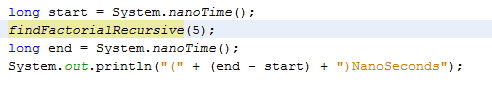 long start = System.nanoTime();
findFactorialRecursive(5);
long end = System.nanoTime();
System.out.println("(" + (end - start) + ")NanoSeconds");